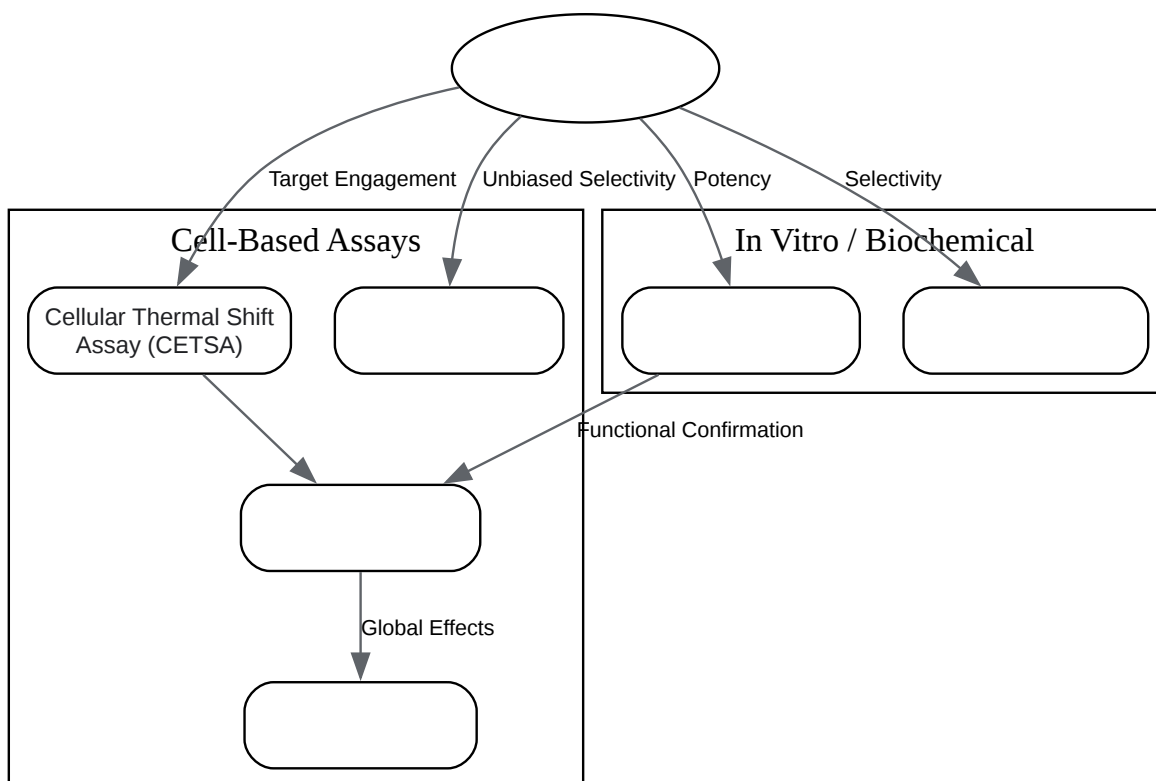 Target Engagement
Unbiased Selectivity
Potency
Selectivity
Cell-Based Assays
In Vitro / Biochemical
Cellular Thermal Shift
Assay (CETSA)
Functional Confirmation
Global Effects